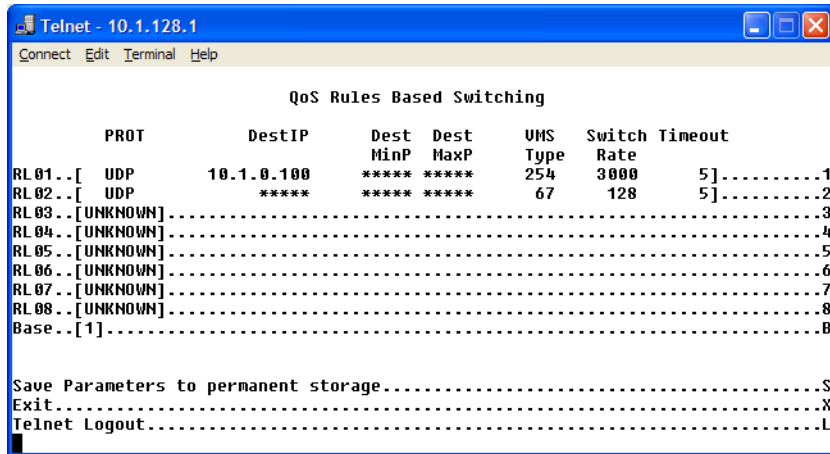 Telnet - 10.1.128.1
Connect Edit Terminal Help
QoS Rules Based Switching
PROT DestIP Dest Dest VMS Switch Timeout
MinP MaxP Type Rate
RL01..[ UDP 10.1.0.100 ***** ***** 254 3000 5]..........1
RL02..[ UDP ***** ***** ***** 67 128 5]..........2
RL03..[UNKNOWN].......................................................3
RL04..[UNKNOWN].......................................................4
RL05..[UNKNOWN].......................................................5
RL06..[UNKNOWN].......................................................6
RL07..[UNKNOWN].......................................................7
RL08..[UNKNOWN].......................................................8
Base..[1].............................................................B
Save Parameters to permanent storage..................................S
Exit..................................................................X
Telnet Logout.........................................................L